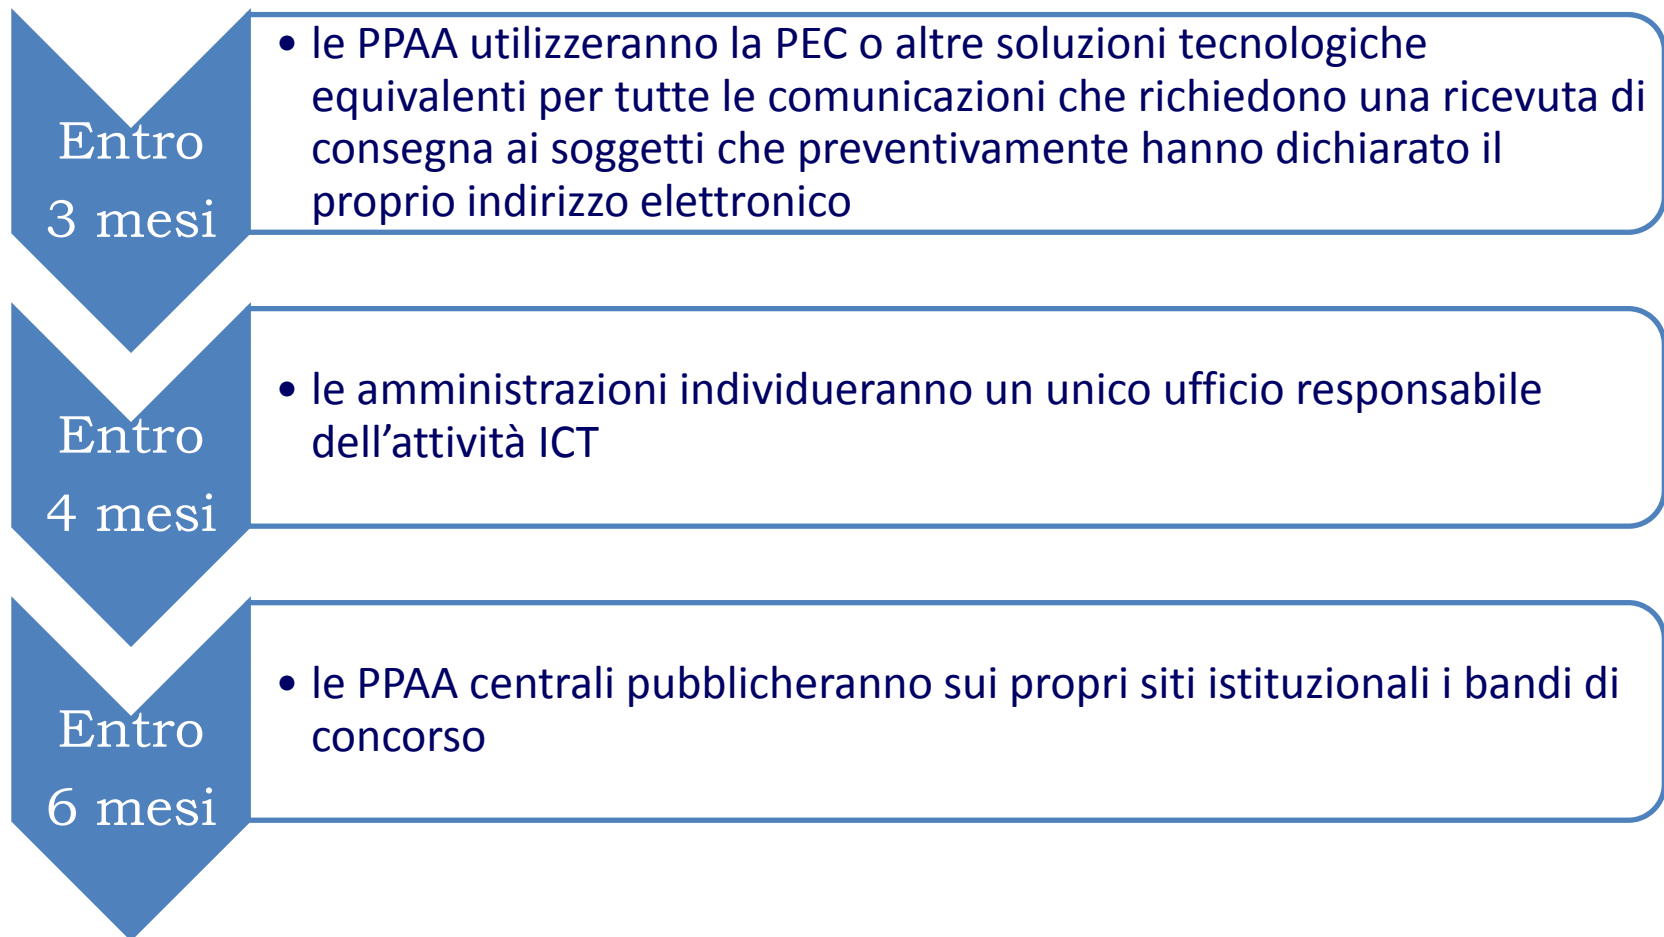 Entro
3 mesi
• le PPAA utilizzeranno la PEC o altre soluzioni tecnologiche
equivalenti per tutte le comunicazioni che richiedono una ricevuta di
consegna ai soggetti che preventivamente hanno dichiarato il
proprio indirizzo elettronico
Entro
4 mesi
• le amministrazioni individueranno un unico ufficio responsabile
dell’attività ICT
Entro
6 mesi
• le PPAA centrali pubblicheranno sui propri siti istituzionali i bandi di
concorso